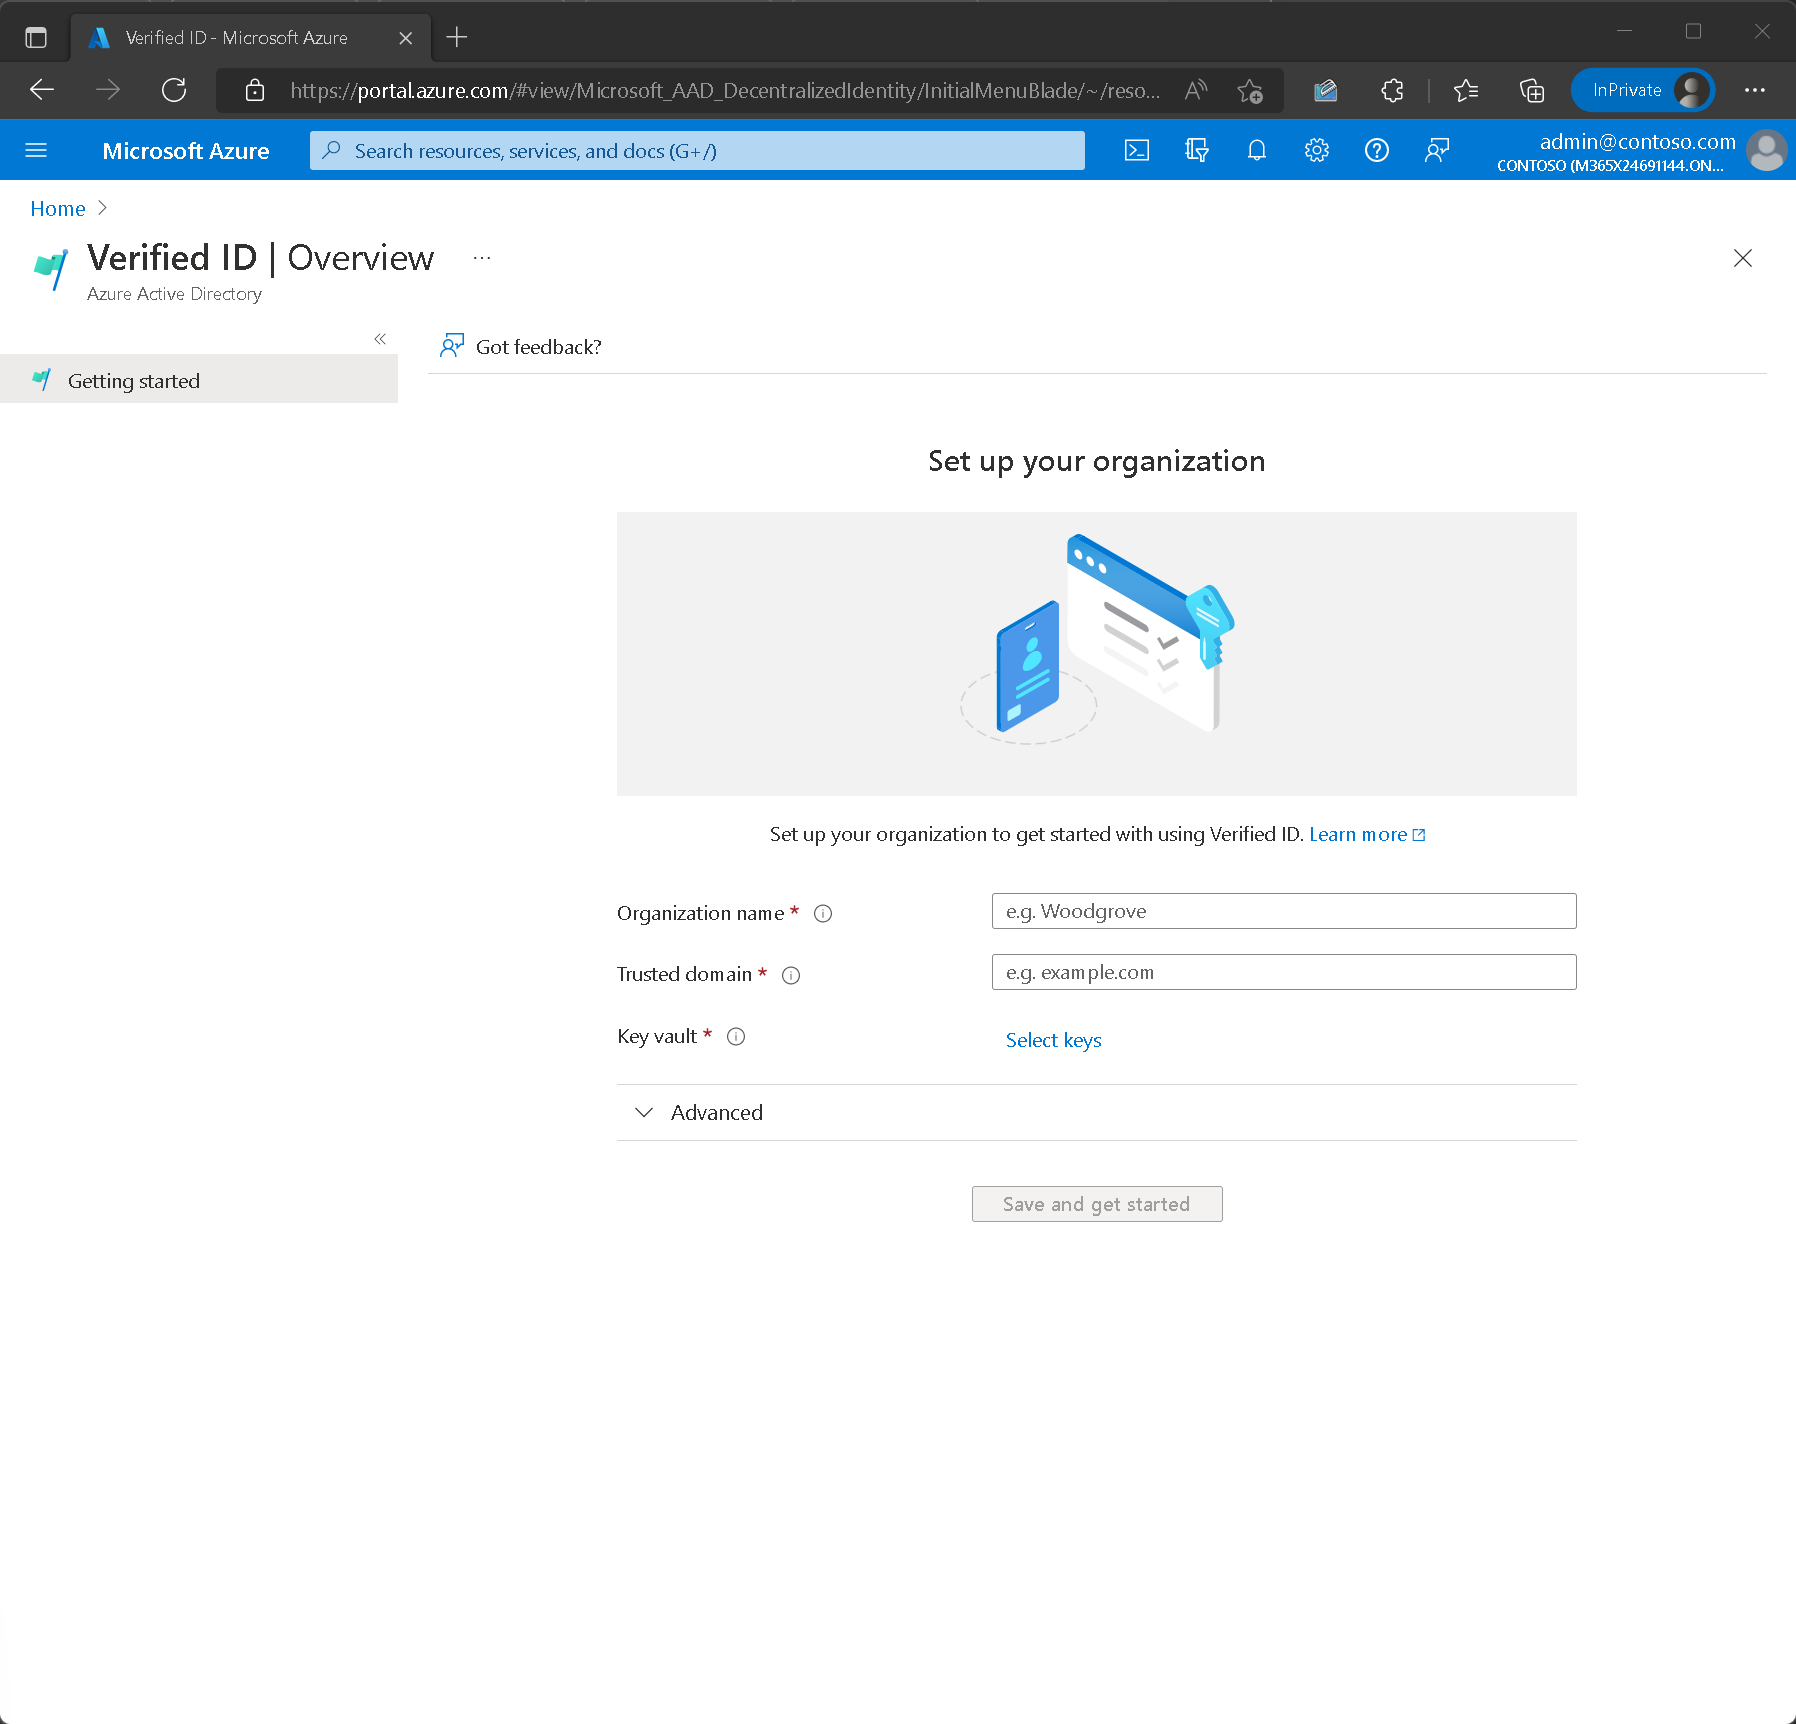 Verified ID - Microsoft Azure
https://portal.azure.com/#view/Microsoft_AAD_DecentralizedIdentity/InitialMenuBlade/~/reso...
InPrivate
Microsoft Azure
Search resources, services, and docs (G+/)
admin@contoso.com
CONTOSO (M365X24691144.ON...
Home
Verified ID | Overview
Azure Active Directory
Getting started
Got feedback?
Set up your organization
Set up your organization to get started with using Verified ID. Learn more
Organization name *
e.g. Woodgrove
Trusted domain *
e.g. example.com
Key vault *
Select keys
Advanced
Save and get started